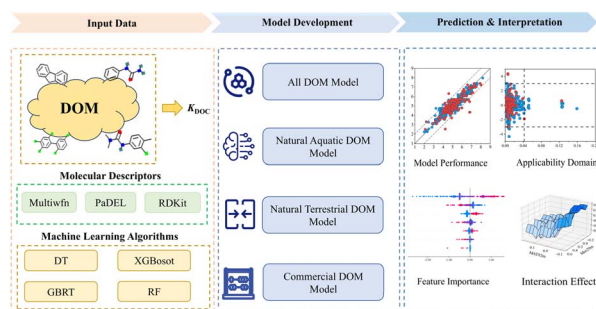 Input Data
Model Development
Prediction & Interpretation
DOM
K_DOC
Molecular Descriptors
Multiwfn
PaDEL
RDKit
Machine Learning Algorithms
DT
XGBosot
GBRT
RF
All DOM Model
Natural Aquatic DOM
Model
Natural Terrestrial DOM
Model
Commercial DOM
Model
Model Performance
Applicability Domain
Feature Importance
Interaction Effect